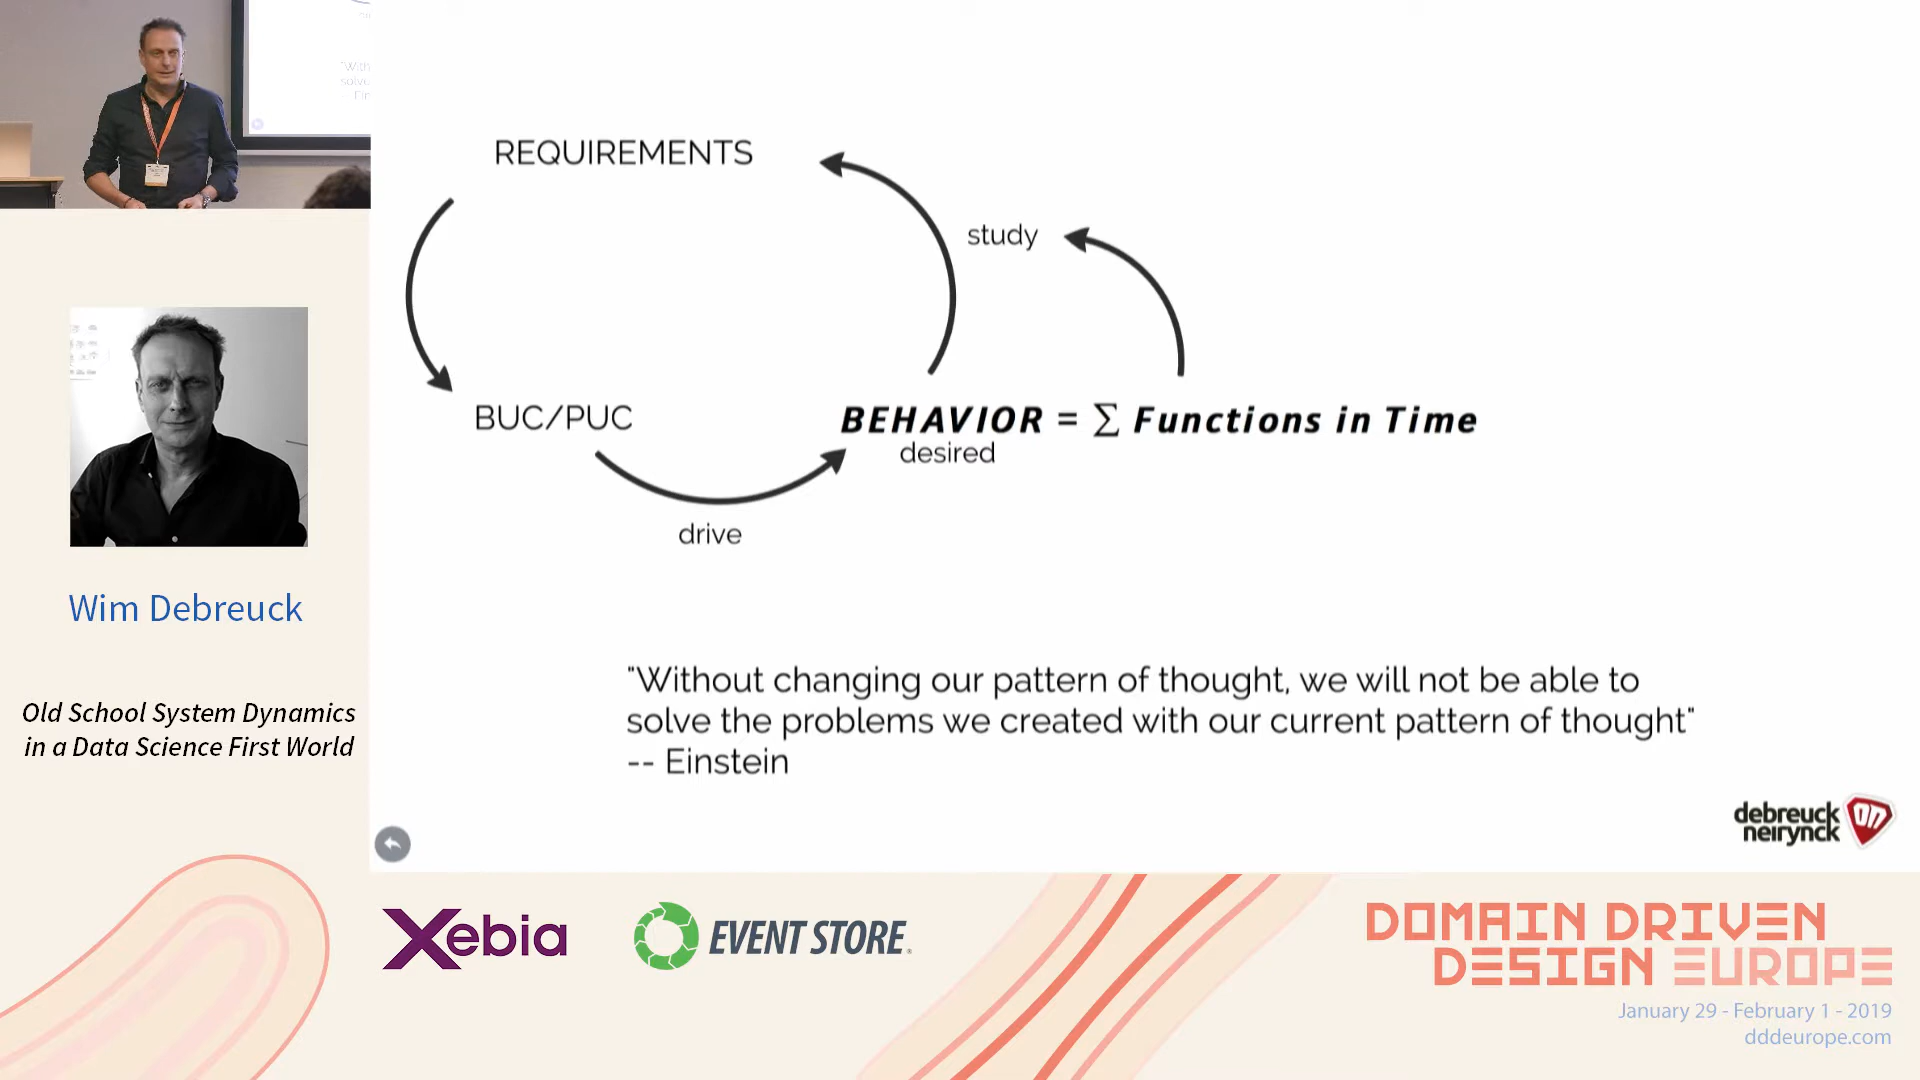 REQUIREMENTS
study
BUC/PUC
BEHAVIOR = ∑ Functions in Time
desired
drive
"Without changing our pattern of thought, we will not be able to
solve the problems we created with our current pattern of thought"
-- Einstein
debreuck
neirynck
Wim Debreuck
Old School System Dynamics
in a Data Science First World
Xebia
EVENT STORE
DOMAIN DRIVEN
DESIGN EUROPE
January 29 - February 1 - 2019
dddeurope.com